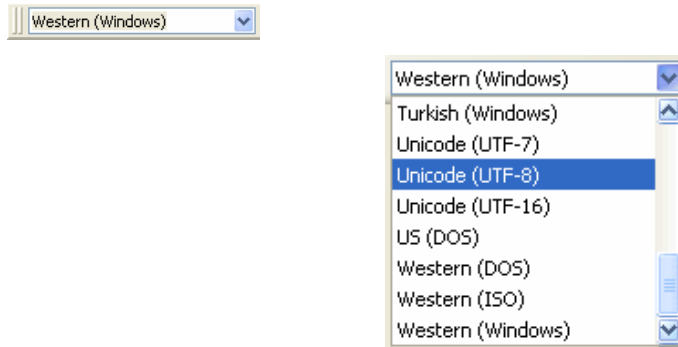 Western (Windows)
Western (Windows)
Turkish (Windows)
Unicode (UTF-7)
Unicode (UTF-8)
Unicode (UTF-16)
US (DOS)
Western (DOS)
Western (ISO)
Western (Windows)